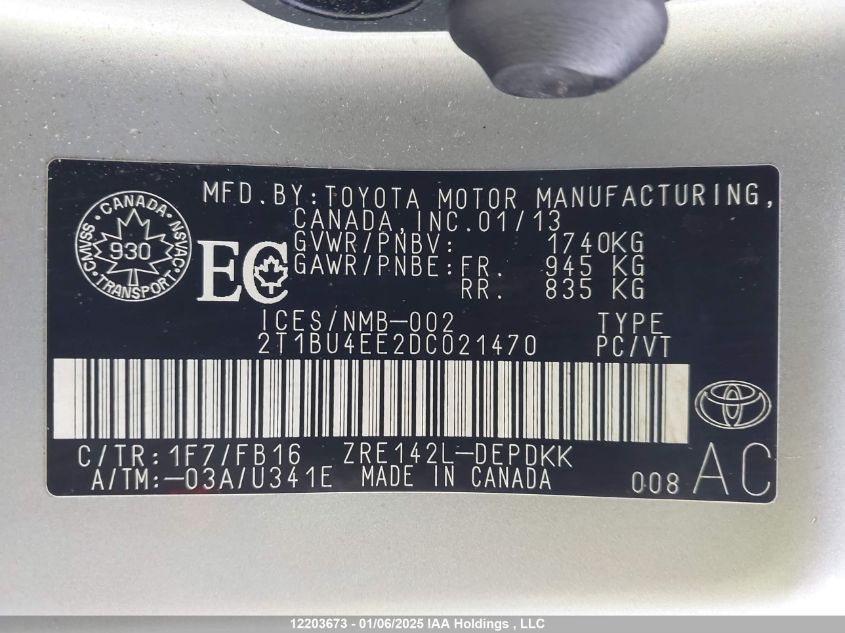 MFD.BY:TOYOTA MOTOR MANUFACTURING,
CANADA,INC.01/13
GVWR/PNBV: 1740KG
GAWR/PNBE:FR. 945 KG
RR. 835 KG
CANADA
CMVSS NSVAC
930
TRANSPORT
EC
ICES/NMB-002 TYPE
2T1BU4EE2DC021470 PC/VT
C/TR:1F7/FB16 ZRE142L-DEPDKK
A/TM:-03A/U341E MADE IN CANADA 008 AC
12203673 - 01/06/2025 IAA Holdings , LLC